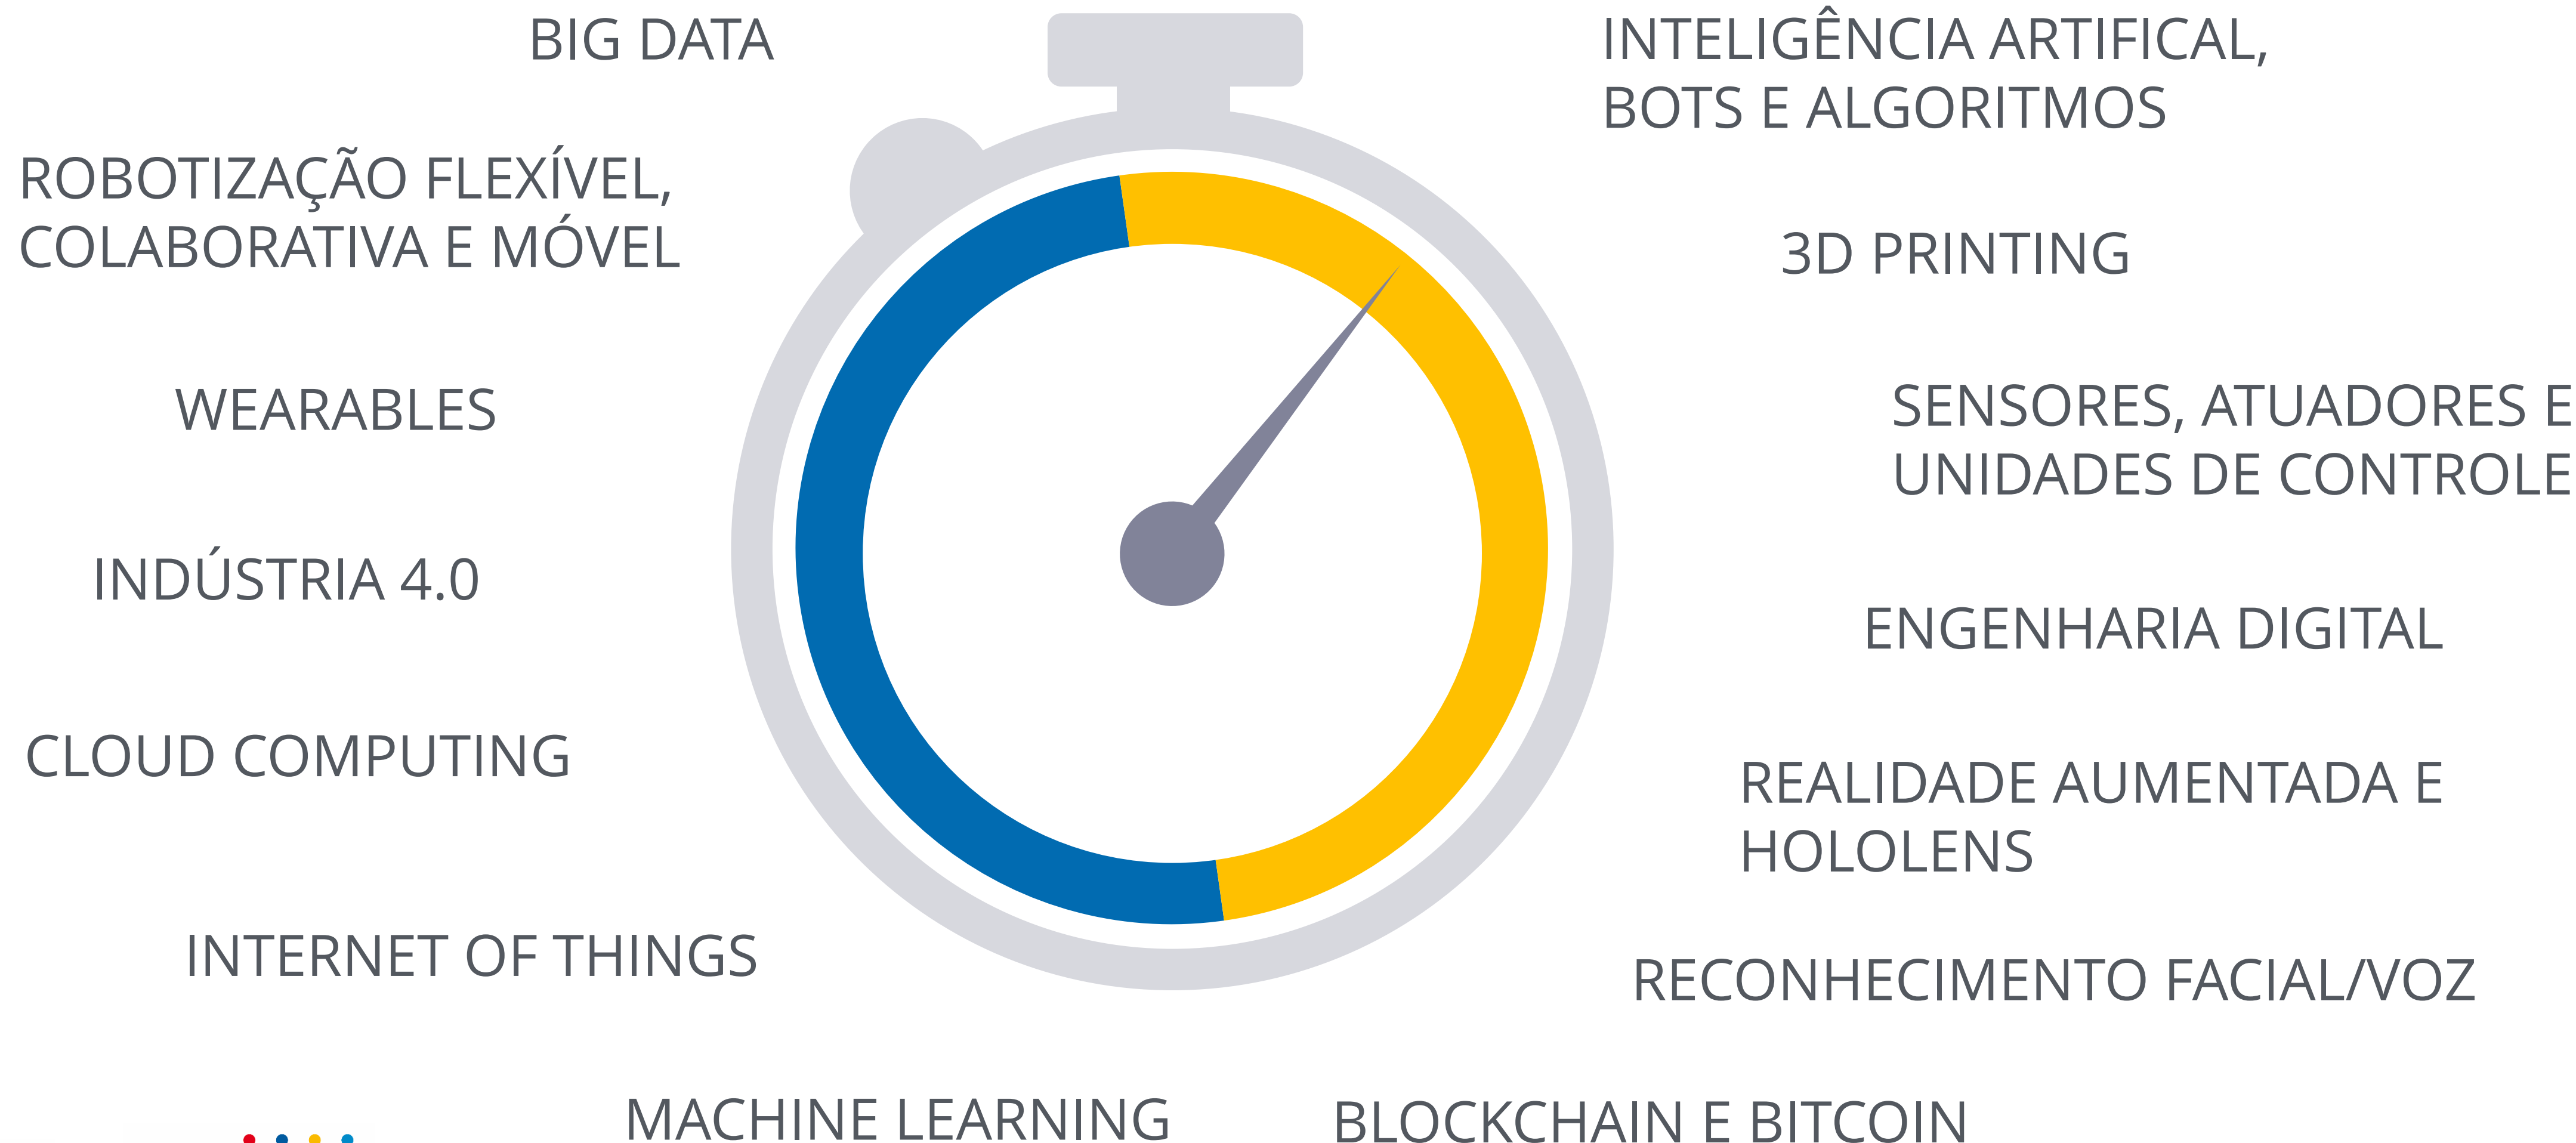 BIG DATA
INTELIGÊNCIA ARTIFICAL,
BOTS E ALGORITMOS
ROBOTIZAÇÃO FLEXÍVEL,
COLABORATIVA E MÓVEL
3D PRINTING
WEARABLES
SENSORES, ATUADORES E
UNIDADES DE CONTROLE
INDÚSTRIA 4.0
ENGENHARIA DIGITAL
CLOUD COMPUTING
REALIDADE AUMENTADA E
HOLOLENS
INTERNET OF THINGS
RECONHECIMENTO FACIAL/VOZ
MACHINE LEARNING
BLOCKCHAIN E BITCOIN